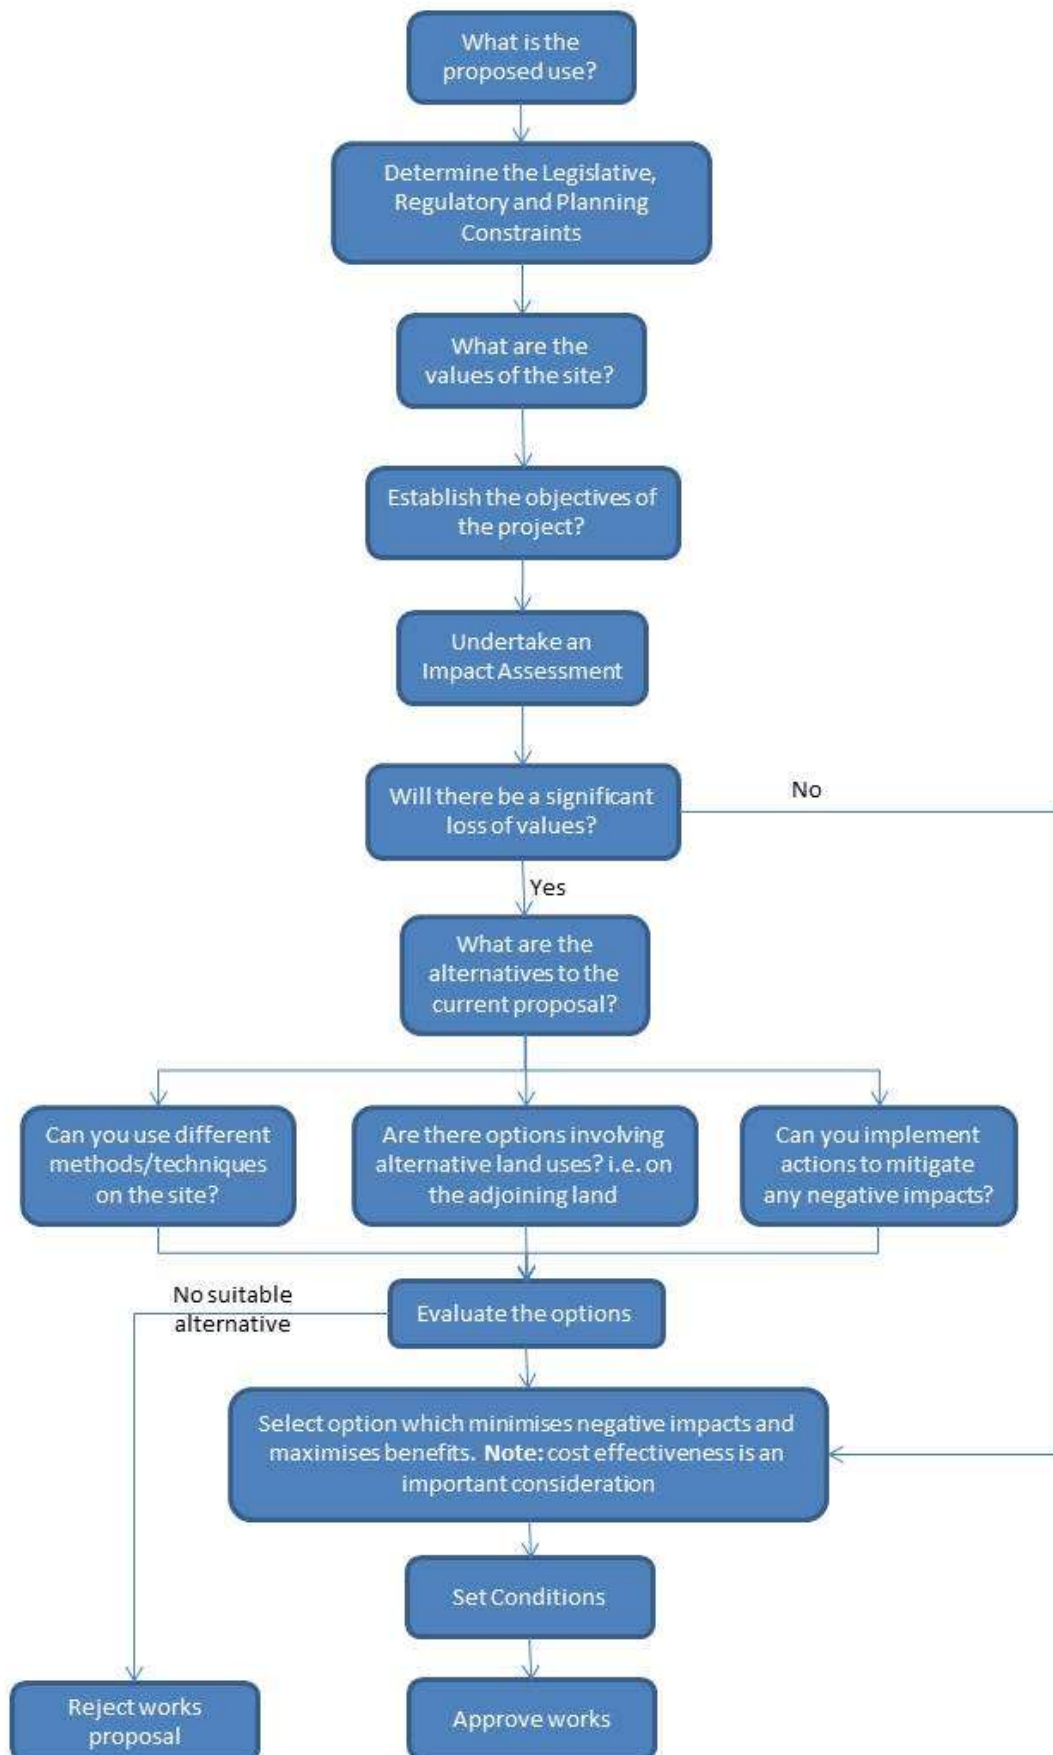 What is the
proposed use?
Determine the Legislative,
Regulatory and Planning
Constraints
What are the
values of the site?
Establish the objectives of
the project?
Undertake an
Impact Assessment
Will there be a significant
loss of values?
No
Yes
What are the
alternatives to the
current proposal?
Can you use different
methods/techniques
on the site?
Are there options involving
alternative land uses? i.e. on
the adjoining land
Can you implement
actions to mitigate
any negative impacts?
No suitable
alternative
Evaluate the options
Select option which minimises negative impacts and
maximises benefits. Note: cost effectiveness is an
important consideration
Set Conditions
Reject works
proposal
Approve works